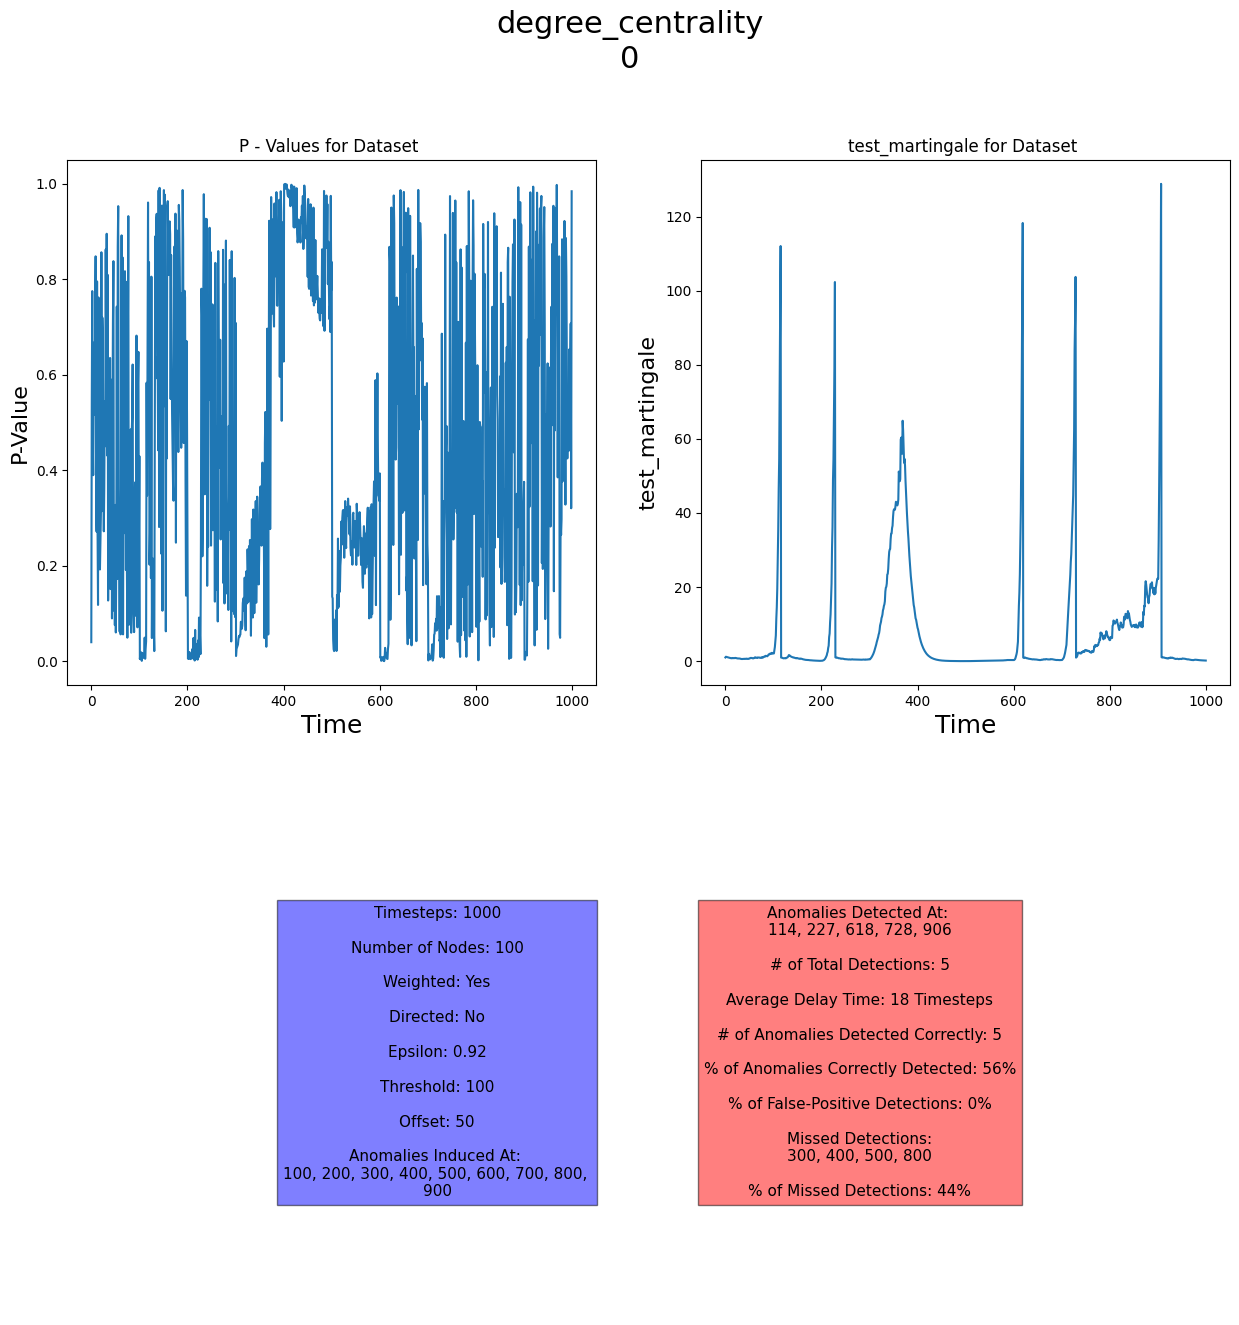 degree_centrality
0
P - Values for Dataset
1.0
0.8
0.6
0.4
0.2
0.0
P-Value
0
200
400
600
800
1000
Time
test_martingale for Dataset
120
100
80
60
40
20
0
test_martingale
0
200
400
600
800
1000
Time
Timesteps: 1000
Number of Nodes: 100
Weighted: Yes
Directed: No
Epsilon: 0.92
Threshold: 100
Offset: 50
Anomalies Induced At:
100, 200, 300, 400, 500, 600, 700, 800,
900
Anomalies Detected At:
114, 227, 618, 728, 906
# of Total Detections: 5
Average Delay Time: 18 Timesteps
# of Anomalies Detected Correctly: 5
% of Anomalies Correctly Detected: 56%
% of False-Positive Detections: 0%
Missed Detections:
300, 400, 500, 800
% of Missed Detections: 44%